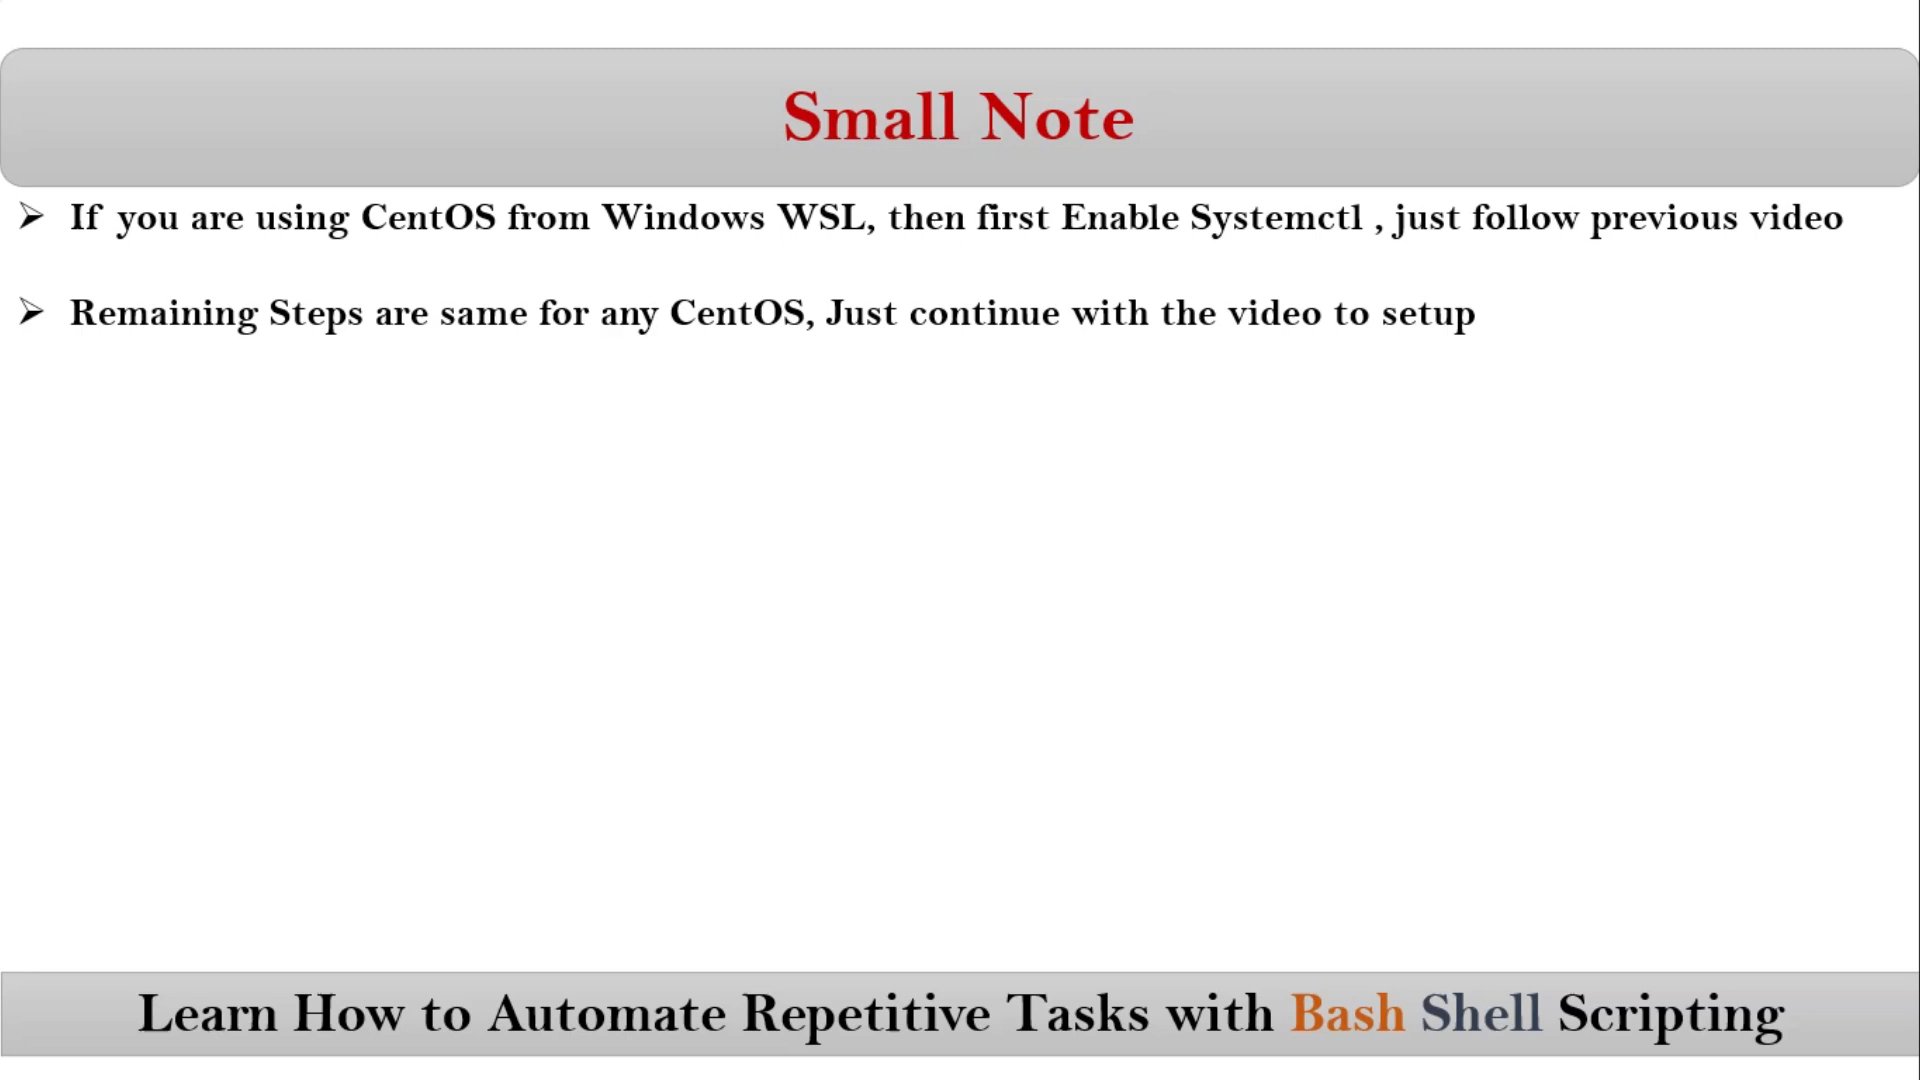 Small Note
➢ If you are using CentOS from Windows WSL, then first Enable Systemctl , just follow previous video
➢ Remaining Steps are same for any CentOS, Just continue with the video to setup
Learn How to Automate Repetitive Tasks with Bash Shell Scripting